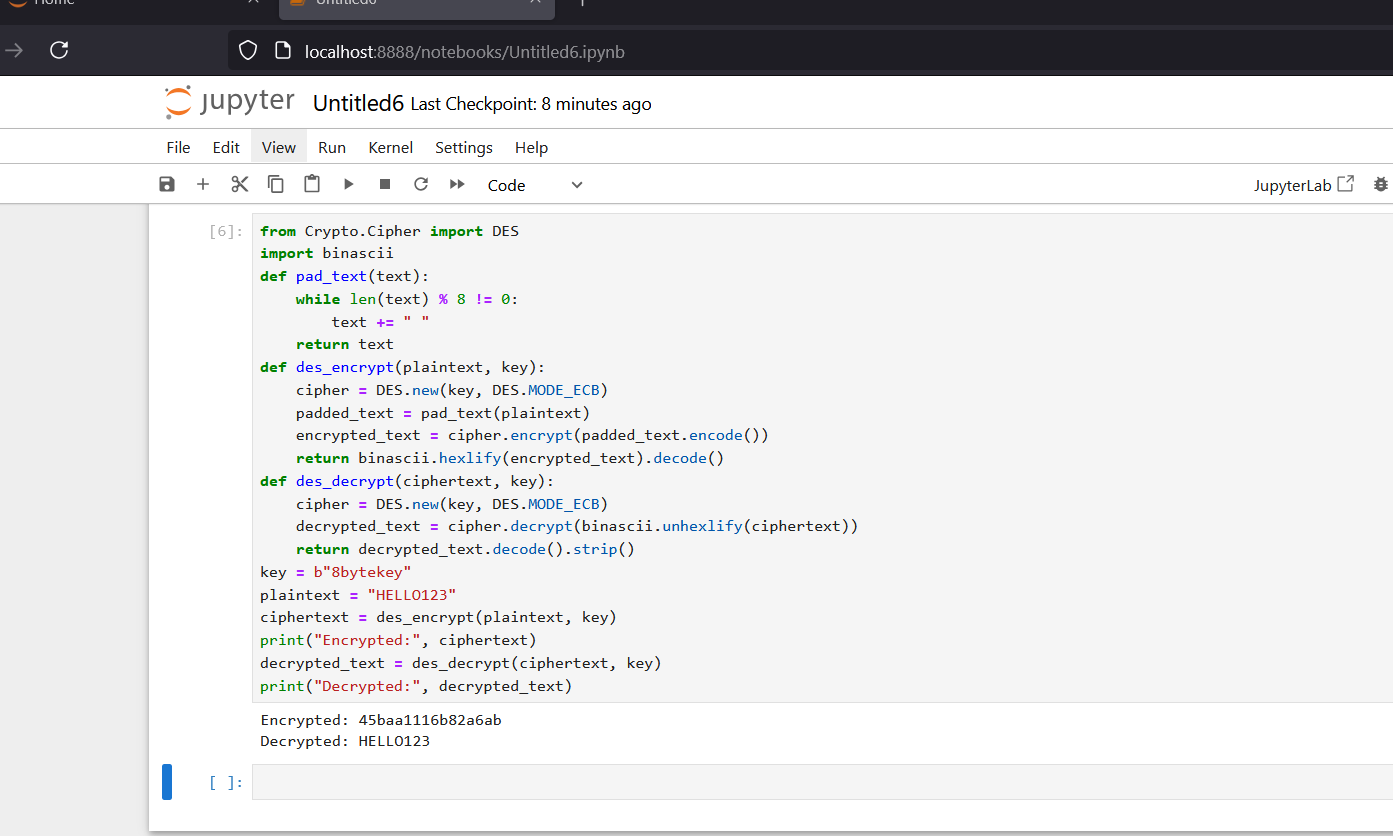 Home
Untitled6
localhost:8888/notebooks/Untitled6.ipynb
jupyter Untitled6 Last Checkpoint: 8 minutes ago
File Edit View Run Kernel Settings Help
Code JupyterLab
[6]: from Crypto.Cipher import DES
import binascii
def pad_text(text):
    while len(text) % 8 != 0:
        text += " "
    return text
def des_encrypt(plaintext, key):
    cipher = DES.new(key, DES.MODE_ECB)
    padded_text = pad_text(plaintext)
    encrypted_text = cipher.encrypt(padded_text.encode())
    return binascii.hexlify(encrypted_text).decode()
def des_decrypt(ciphertext, key):
    cipher = DES.new(key, DES.MODE_ECB)
    decrypted_text = cipher.decrypt(binascii.unhexlify(ciphertext))
    return decrypted_text.decode().strip()
key = b"8bytekey"
plaintext = "HELLO123"
ciphertext = des_encrypt(plaintext, key)
print("Encrypted:", ciphertext)
decrypted_text = des_decrypt(ciphertext, key)
print("Decrypted:", decrypted_text)
Encrypted: 45baa1116b82a6ab
Decrypted: HELLO123
[ ]: